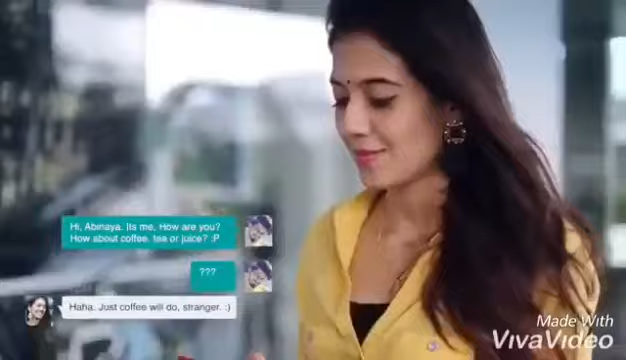 Hi, Abinaya. Its me. How are you?
How about coffee. tea or juice? :P
???
Haha. Just coffee will do, stranger. :)
Made With
VivaVideo